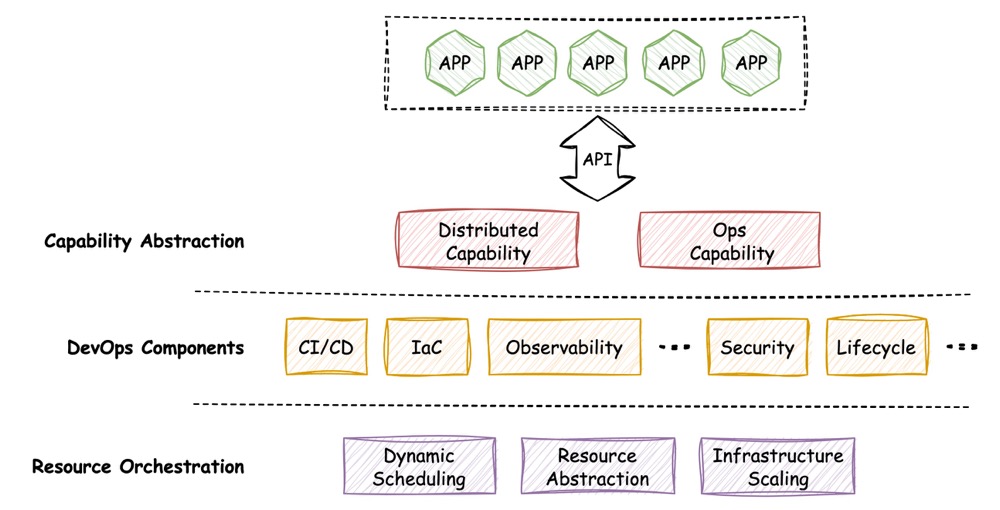 APP APP APP APP APP
API
Capability Abstraction
Distributed
Capability
Ops
Capability
DevOps Components
CI/CD
IaC
Observability
Security
Lifecycle
Resource Orchestration
Dynamic
Scheduling
Resource
Abstraction
Infrastructure
Scaling